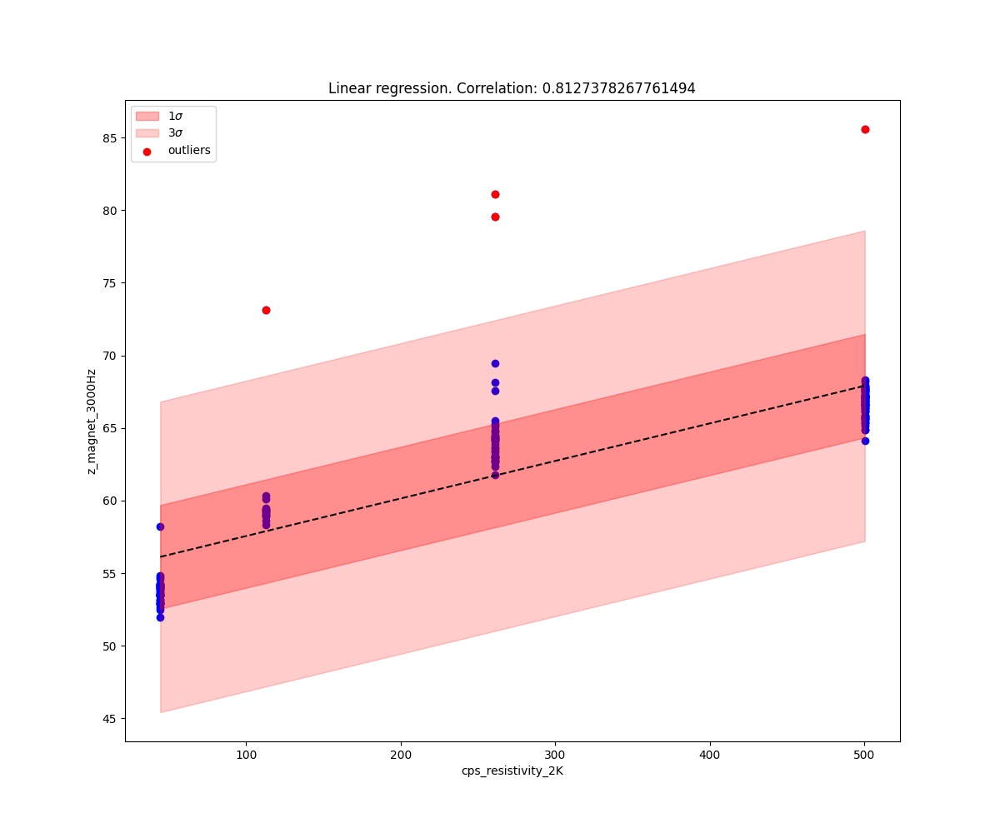 Linear regression. Correlation: 0.8127378267761494
1σ
3σ
outliers
85
80
75
70
65
60
55
50
45
z_magnet_3000Hz
100 200 300 400 500
cps_resistivity_2K